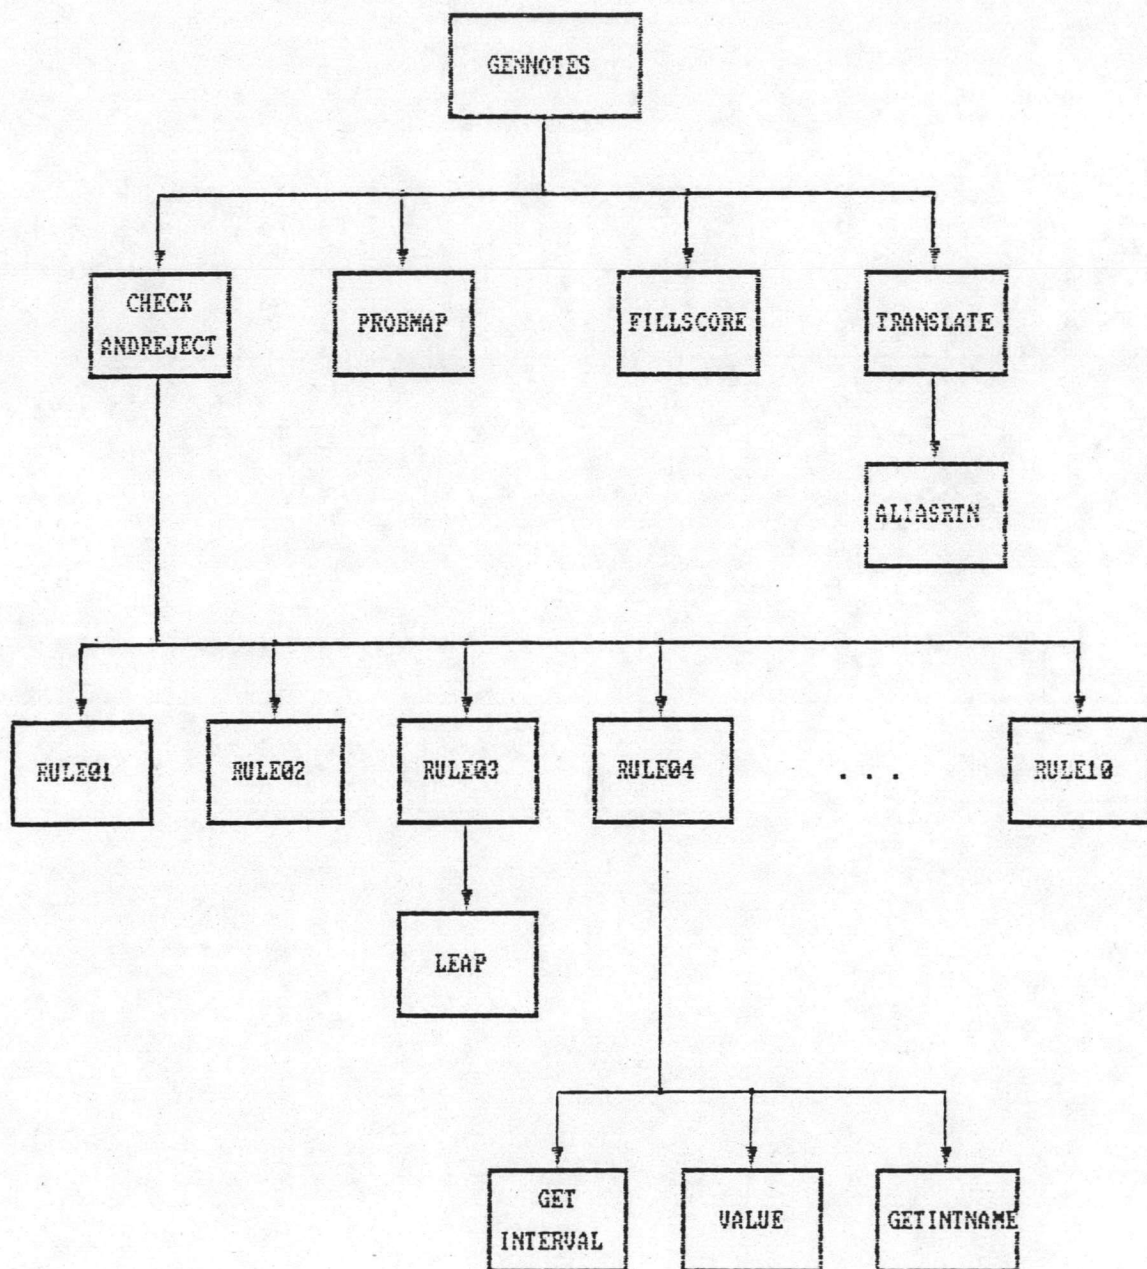 GENNOTES
CHECK
ANDREJECT
PROBMAP
FILLSCORE
TRANSLATE
ALIASRTN
RULE01
RULE02
RULE03
RULE04
. . .
RULE10
LEAP
GET
INTERVAL
VALUE
GETINTNAME